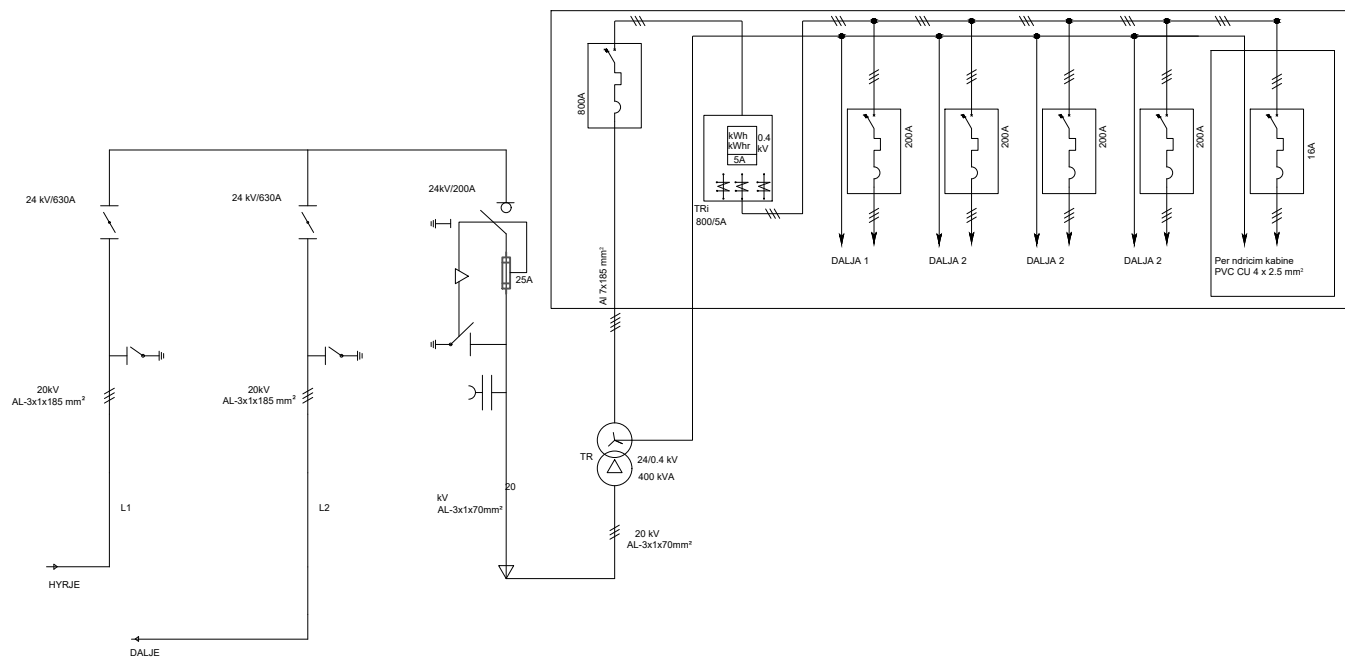 800A
kWh
kWhr
5A
0.4
kV
TRi
800/5A
200A
200A
200A
200A
16A
DALJA 1
DALJA 2
DALJA 2
DALJA 2
Per ndricim kabine
PVC CU 4 x 2.5 mm²
24 kV/630A
24 kV/630A
24kV/200A
25A
Al 7x185 mm²
20kV
AL-3x1x185 mm²
20kV
AL-3x1x185 mm²
TR
24/0.4 kV
400 kVA
20
kV
AL-3x1x70mm²
L1
L2
20 kV
AL-3x1x70mm²
HYRJE
DALJE